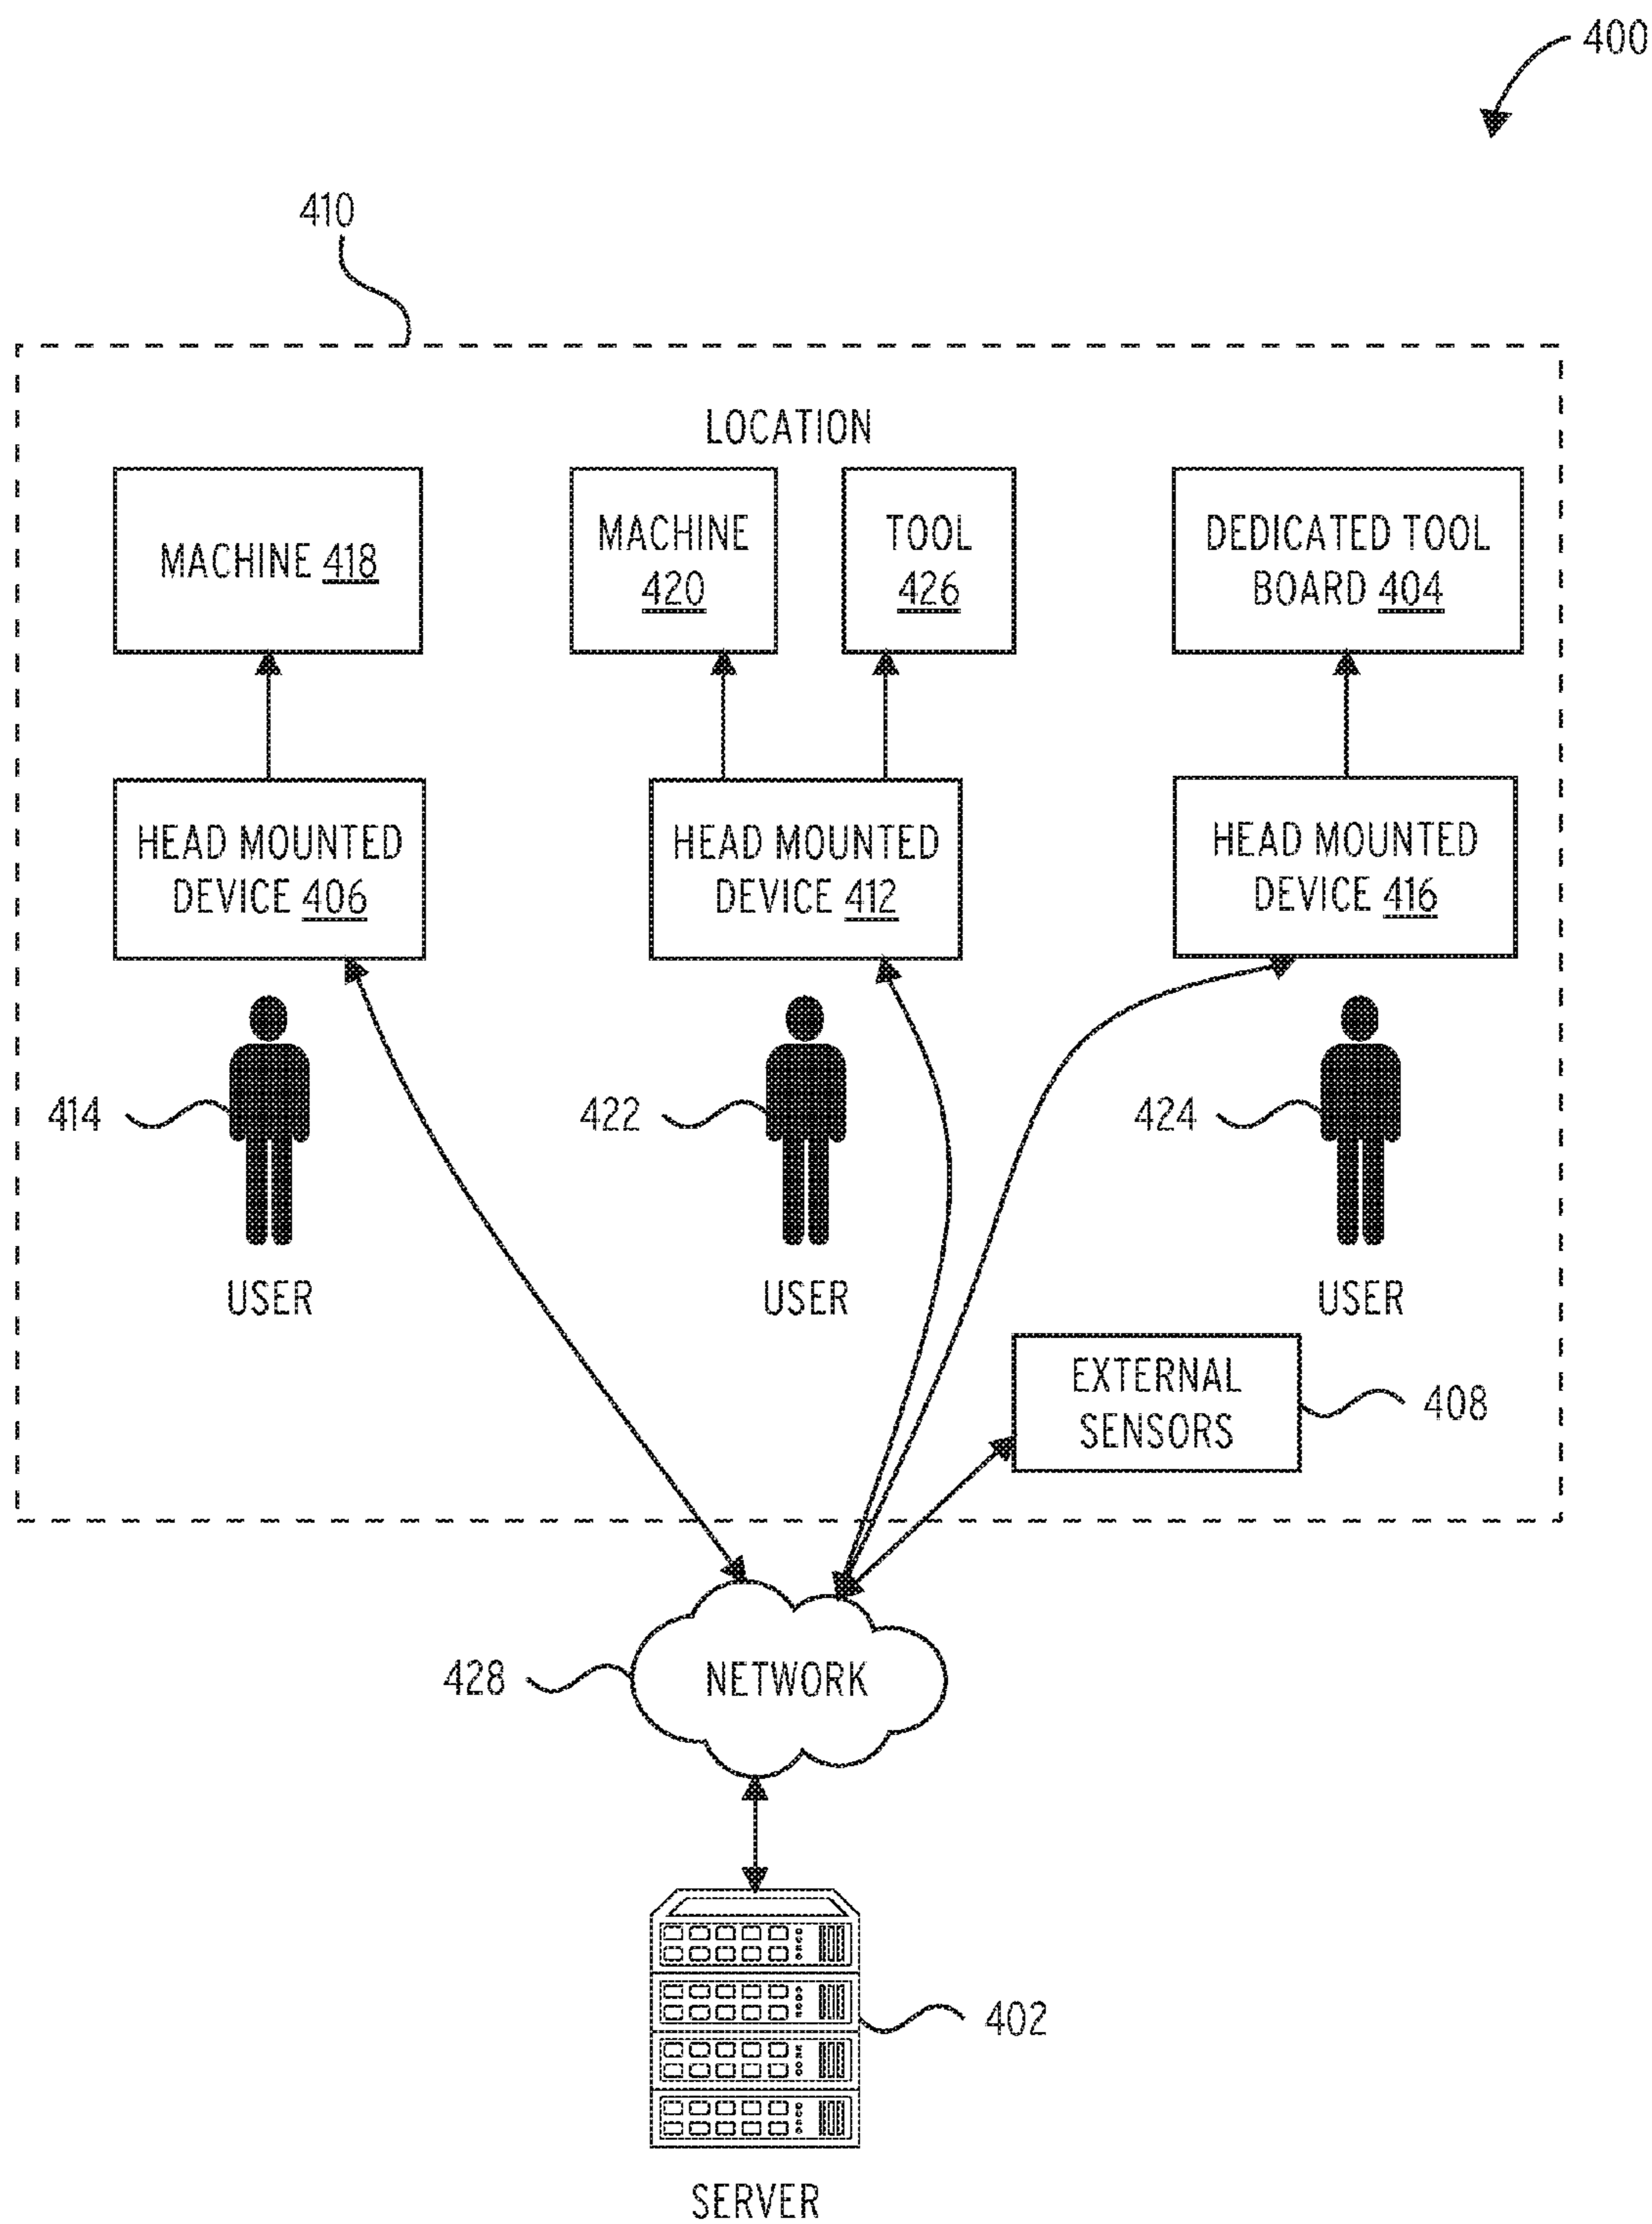 400
410
LOCATION
MACHINE 418
MACHINE
420
TOOL
426
DEDICATED TOOL
BOARD 404
HEAD MOUNTED
DEVICE 406
HEAD MOUNTED
DEVICE 412
HEAD MOUNTED
DEVICE 416
414
422
424
USER
USER
USER
EXTERNAL
SENSORS
408
428
NETWORK
402
SERVER